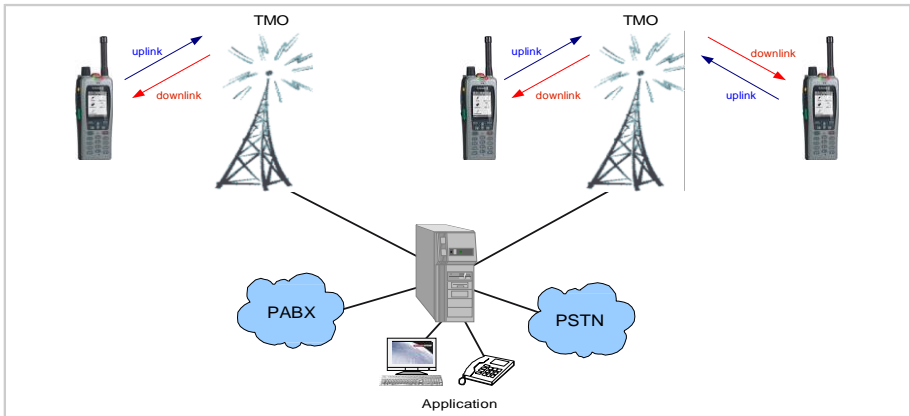 TMO
TMO
uplink
downlink
uplink
downlink
downlink
uplink
PABX
PSTN
Application